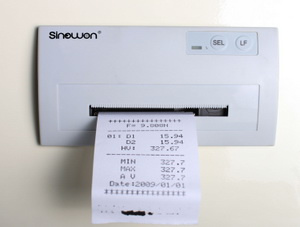 Sinowon®
SEL
LF
F= 9.800N
01: D1 15.94
D2 15.94
HV: 327.67
MIN 327.7
MAX 327.7
A V 327.7
Date:2009/01/01